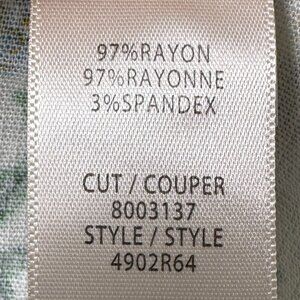 97%RAYON
97%RAYONNE
3%SPANDEX
CUT / COUPER
8003137
STYLE / STYLE
4902R64